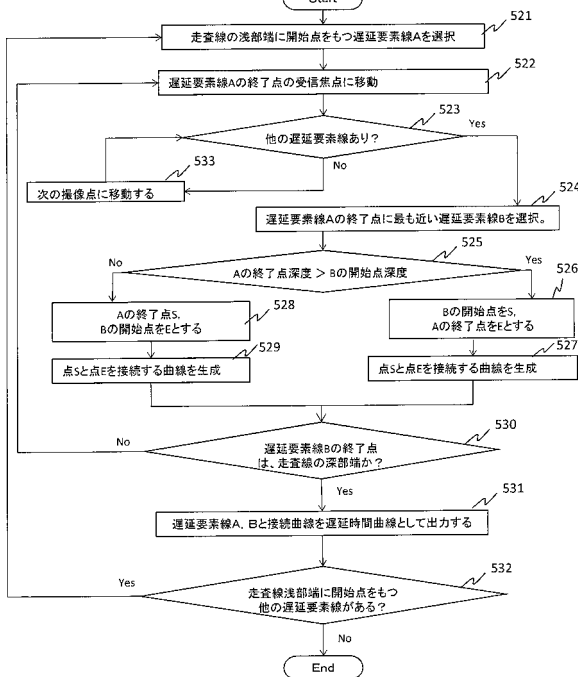 Start
521
走査線の浅部端に開始点をもつ遅延要素線Aを選択
522
遅延要素線Aの終了点の受信焦点に移動
523
他の遅延要素線あり?
Yes
No
533
次の撮像点に移動する
524
遅延要素線Aの終了点に最も近い遅延要素線Bを選択。
525
Aの終了点深度 > Bの開始点深度
No
Yes
526
Aの終了点S,
Bの開始点をEとする
528
Bの開始点をS,
Aの終了点をEとする
529
点Sと点Eを接続する曲線を生成
527
点Sと点Eを接続する曲線を生成
530
遅延要素線Bの終了点
は、走査線の深部端か?
No
Yes
531
遅延要素線A, Bと接続曲線を遅延時間曲線として出力する
532
走査線浅部端に開始点をもつ
他の遅延要素線がある?
Yes
No
End